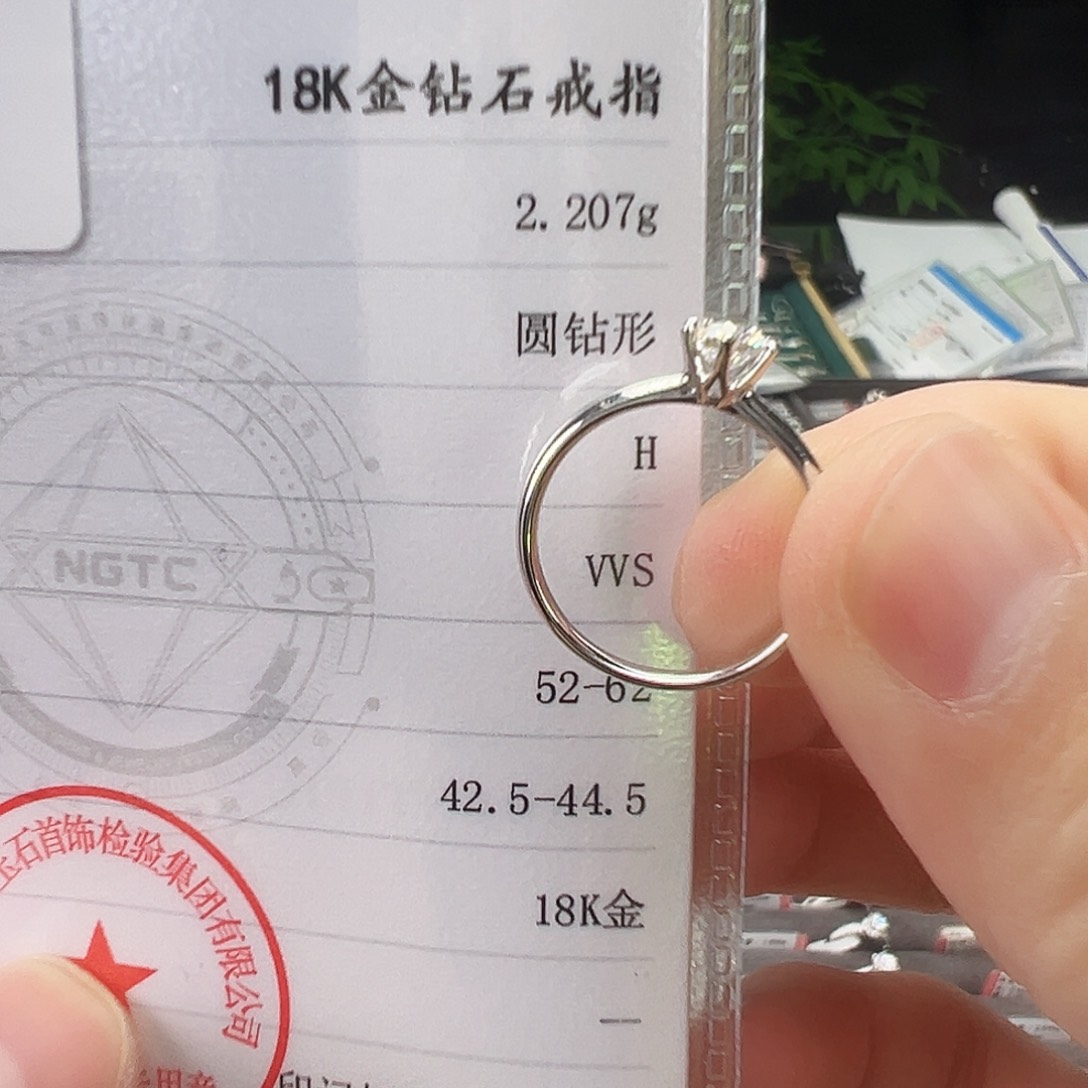 18K金钻石戒指
2.207g
圆钻形
H
VVS
NGTC
52-62
42.5-44.5
18K金
—
石首饰检验集团有限公司